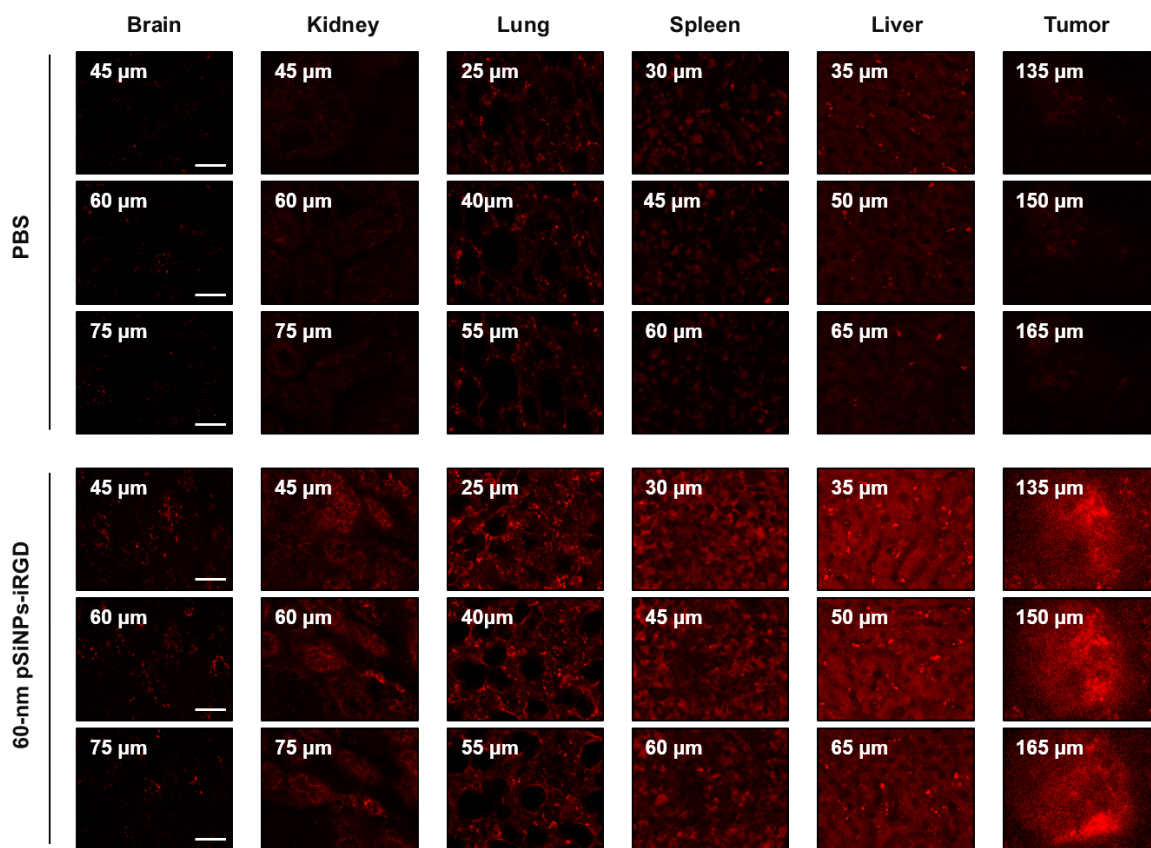 Brain Kidney Lung Spleen Liver Tumor
PBS
45 µm 45 µm 25 µm 30 µm 35 µm 135 µm
60 µm 60 µm 40µm 45 µm 50 µm 150 µm
75 µm 75 µm 55 µm 60 µm 65 µm 165 µm
60-nm pSiNPs-iRGD
45 µm 45 µm 25 µm 30 µm 35 µm 135 µm
60 µm 60 µm 40µm 45 µm 50 µm 150 µm
75 µm 75 µm 55 µm 60 µm 65 µm 165 µm